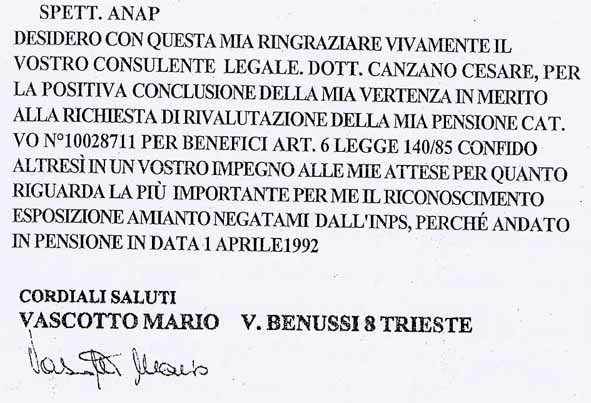 SPETT. ANAP
DESIDERO CON QUESTA MIA RINGRAZIARE VIVAMENTE IL
VOSTRO CONSULENTE LEGALE. DOTT. CANZANO CESARE, PER
LA POSITIVA CONCLUSIONE DELLA MIA VERTENZA IN MERITO
ALLA RICHIESTA DI RIVALUTAZIONE DELLA MIA PENSIONE CAT.
VO N°10028711 PER BENEFICI ART. 6 LEGGE 140/85 CONFIDO
ALTRESÌ IN UN VOSTRO IMPEGNO ALLE MIE ATTESE PER QUANTO
RIGUARDA LA PIÙ IMPORTANTE PER ME IL RICONOSCIMENTO
ESPOSIZIONE AMIANTO NEGATAMI DALL'INPS, PERCHÉ ANDATO
IN PENSIONE IN DATA 1 APRILE1992
CORDIALI SALUTI
VASCOTTO MARIO V. BENUSSI 8 TRIESTE
Vascotto Mario